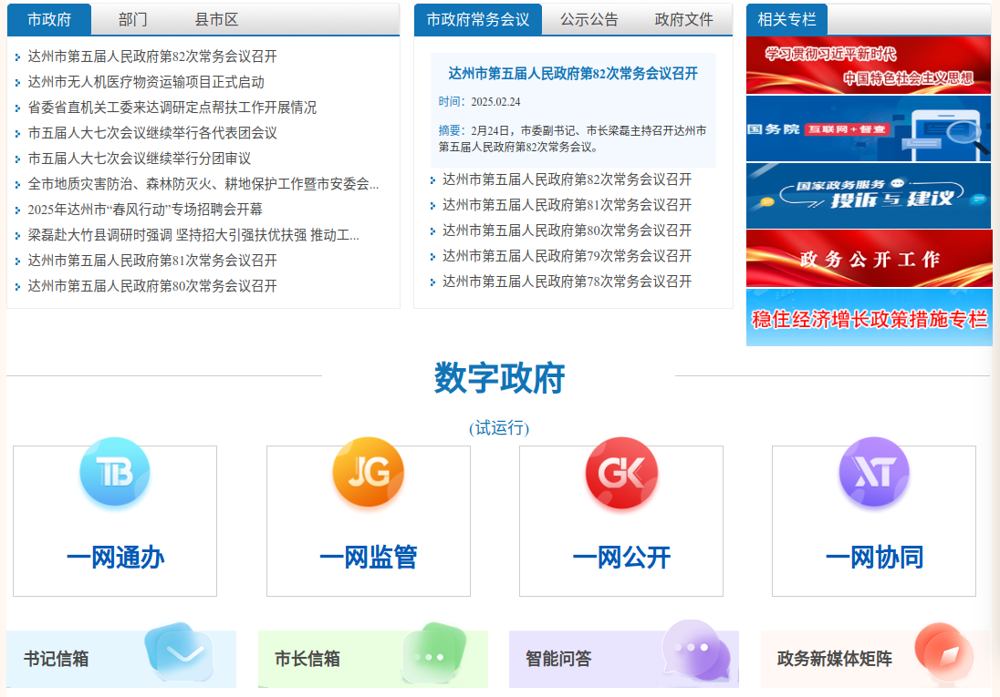 市政府 部门 县市区
达州市第五届人民政府第82次常务会议召开
达州市无人机医疗物资运输项目正式启动
省委省直机关工委来达调研定点帮扶工作开展情况
市五届人大七次会议继续举行各代表团会议
市五届人大七次会议继续举行分团审议
全市地质灾害防治、森林防灭火、耕地保护工作暨市安委会...
2025年达州市“春风行动”专场招聘会开幕
梁磊赴大竹县调研时强调 坚持招大引强扶优扶强 推动工...
达州市第五届人民政府第81次常务会议召开
达州市第五届人民政府第80次常务会议召开
市政府常务会议 公示公告 政府文件
达州市第五届人民政府第82次常务会议召开
时间：2025.02.24
摘要：2月24日，市委副书记、市长梁磊主持召开达州市
第五届人民政府第82次常务会议。
达州市第五届人民政府第82次常务会议召开
达州市第五届人民政府第81次常务会议召开
达州市第五届人民政府第80次常务会议召开
达州市第五届人民政府第79次常务会议召开
达州市第五届人民政府第78次常务会议召开
相关专栏
学习贯彻习近平新时代
中国特色社会主义思想
国务院 互联网+督查
国家政务服务
投诉与建议
政务公开工作
稳住经济增长政策措施专栏
数字政府
(试运行)
TB JG GK XT
一网通办 一网监管 一网公开 一网协同
书记信箱 市长信箱 智能问答 政务新媒体矩阵